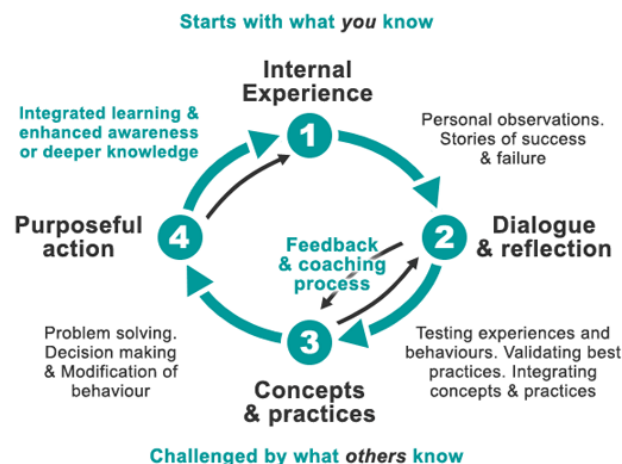 Starts with what you know
Internal
Experience
1
Integrated learning &
enhanced awareness
or deeper knowledge
Personal observations.
Stories of success
& failure
Purposeful
action
4
Feedback
& coaching
process
2
Dialogue
& reflection
3
Problem solving.
Decision making
& Modification of
behaviour
Testing experiences and
behaviours. Validating best
practices. Integrating
concepts & practices
Concepts
& practices
Challenged by what others know